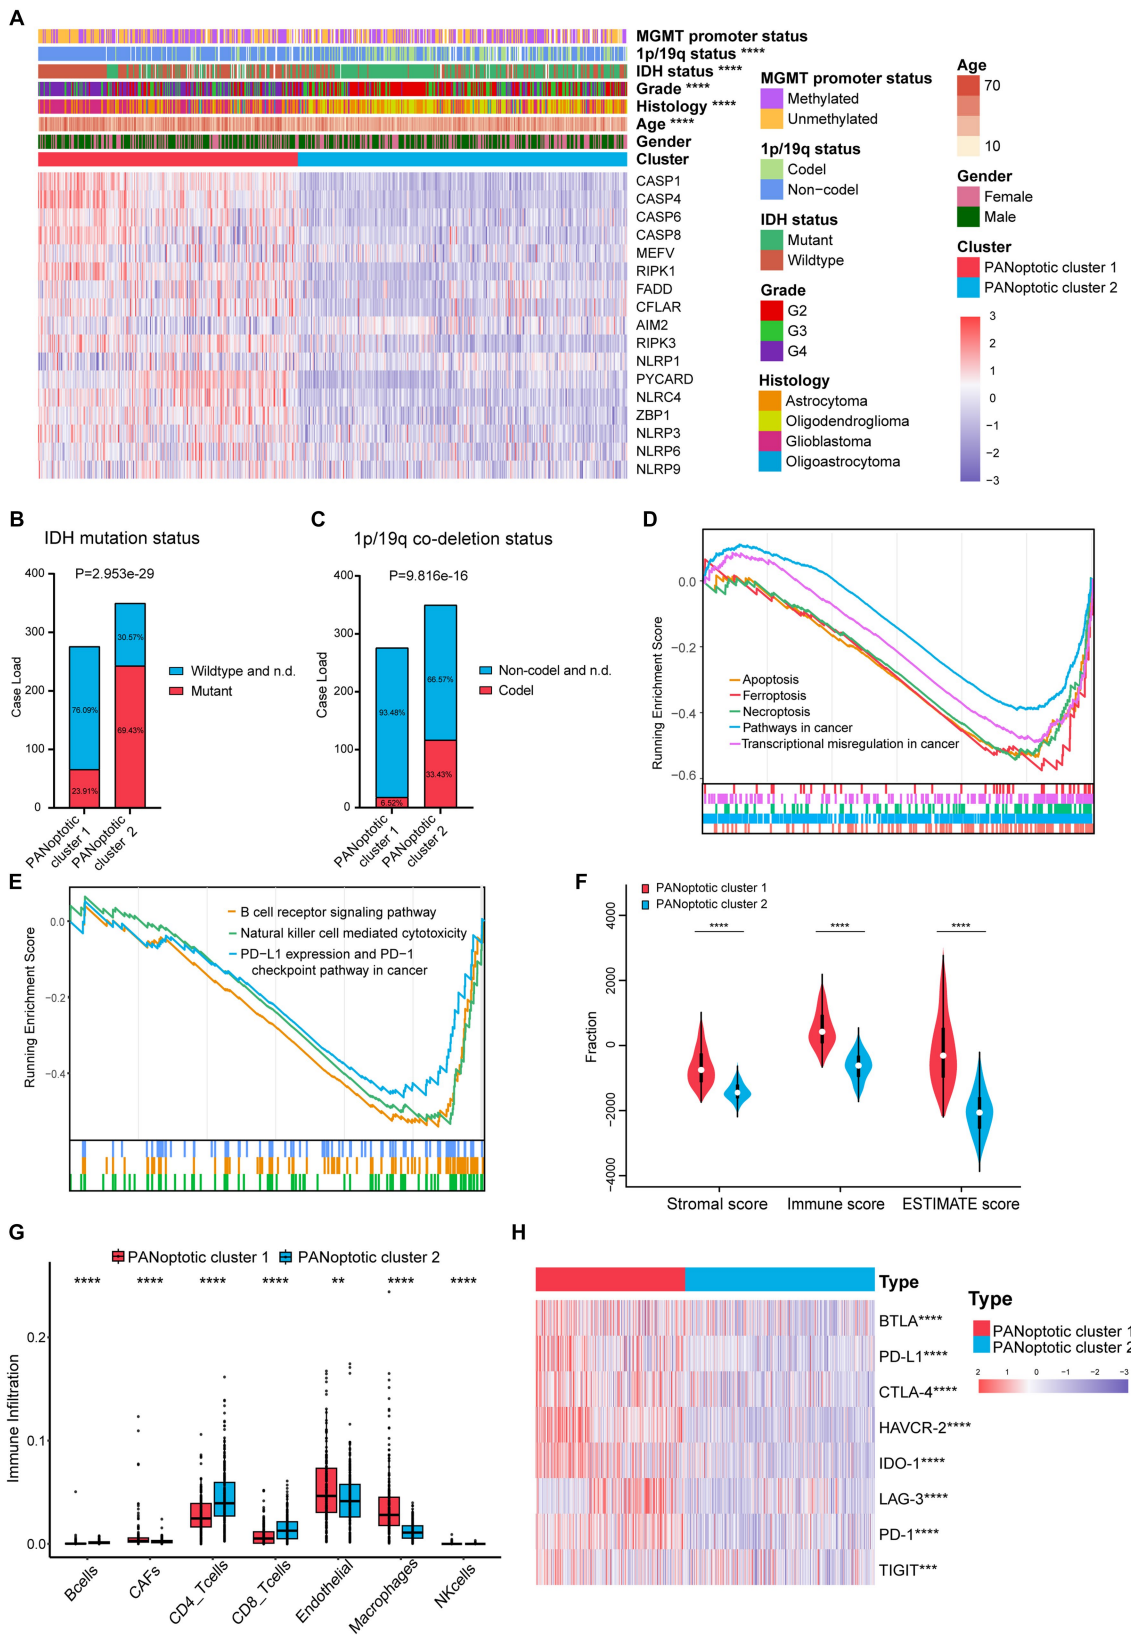 A
MGMT promoter status
1p/19q status ****
IDH status ****
Grade ****
Histology ****
Age ****
Gender
Cluster
CASP1
CASP4
CASP6
CASP8
MEFV
RIPK1
FADD
CFLAR
AIM2
RIPK3
NLRP1
PYCARD
NLRC4
ZBP1
NLRP3
NLRP6
NLRP9
MGMT promoter status
Methylated
Unmethylated
1p/19q status
Codel
Non−codel
IDH status
Mutant
Wildtype
Grade
G2
G3
G4
Histology
Astrocytoma
Oligodendroglioma
Glioblastoma
Oligoastrocytoma
Age
70
10
Gender
Female
Male
Cluster
PANoptotic cluster 1
PANoptotic cluster 2
3
2
1
0
−1
−2
−3
B
IDH mutation status
P=2.953e-29
Case Load
400
300
200
100
0
76.09%
23.91%
30.57%
69.43%
PANoptotic
cluster 1
PANoptotic
cluster 2
Wildtype and n.d.
Mutant
C
1p/19q co-deletion status
P=9.816e-16
Case Load
400
300
200
100
0
93.48%
6.52%
66.57%
33.43%
PANoptotic
cluster 1
PANoptotic
cluster 2
Non-codel and n.d.
Codel
D
Running Enrichment Score
0.0
−0.2
−0.4
−0.6
Apoptosis
Ferroptosis
Necroptosis
Pathways in cancer
Transcriptional misregulation in cancer
E
Running Enrichment Score
0.0
−0.2
−0.4
B cell receptor signaling pathway
Natural killer cell mediated cytotoxicity
PD−L1 expression and PD−1
checkpoint pathway in cancer
F
PANoptotic cluster 1
PANoptotic cluster 2
Fraction
4000
2000
0
−2000
−4000
**** **** ****
Stromal score Immune score ESTIMATE score
G
PANoptotic cluster 1 PANoptotic cluster 2
**** **** **** **** ** **** ****
Immune Infiltration
0.2
0.1
0.0
Bcells
CAFs
CD4_Tcells
CD8_Tcells
Endothelial
Macrophages
NKcells
H
Type
BTLA****
PD-L1****
CTLA-4****
HAVCR-2****
IDO-1****
LAG-3****
PD-1****
TIGIT***
Type
PANoptotic cluster 1
PANoptotic cluster 2
2 1 0 −1 −2 −3